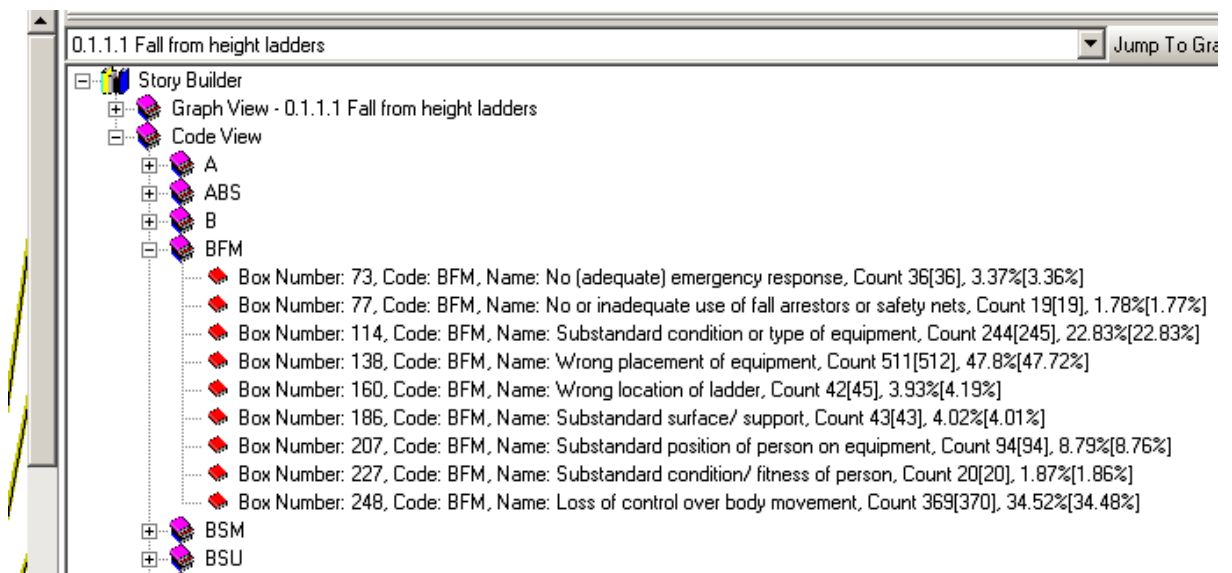 0.1.1.1 Fall from height ladders
Jump To Gra
Story Builder
Graph View - 0.1.1.1 Fall from height ladders
Code View
A
ABS
B
BFM
Box Number: 73, Code: BFM, Name: No (adequate) emergency response, Count 36[36], 3.37%[3.36%]
Box Number: 77, Code: BFM, Name: No or inadequate use of fall arrestors or safety nets, Count 19[19], 1.78%[1.77%]
Box Number: 114, Code: BFM, Name: Substandard condition or type of equipment, Count 244[245], 22.83%[22.83%]
Box Number: 138, Code: BFM, Name: Wrong placement of equipment, Count 511[512], 47.8%[47.72%]
Box Number: 160, Code: BFM, Name: Wrong location of ladder, Count 42[45], 3.93%[4.19%]
Box Number: 186, Code: BFM, Name: Substandard surface/ support, Count 43[43], 4.02%[4.01%]
Box Number: 207, Code: BFM, Name: Substandard position of person on equipment, Count 94[94], 8.79%[8.76%]
Box Number: 227, Code: BFM, Name: Substandard condition/ fitness of person, Count 20[20], 1.87%[1.86%]
Box Number: 248, Code: BFM, Name: Loss of control over body movement, Count 369[370], 34.52%[34.48%]
BSM
BSU